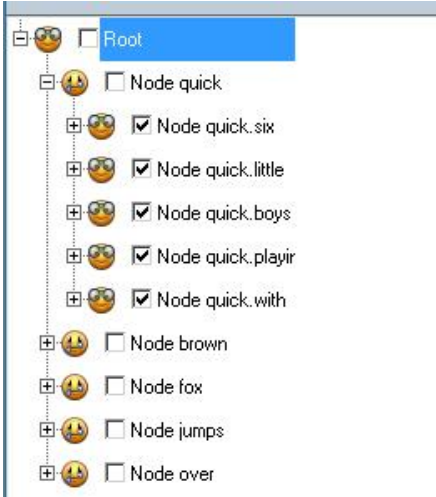 Root
Node quick
Node quick.six
Node quick.little
Node quick.boys
Node quick.playir
Node quick.with
Node brown
Node fox
Node jumps
Node over